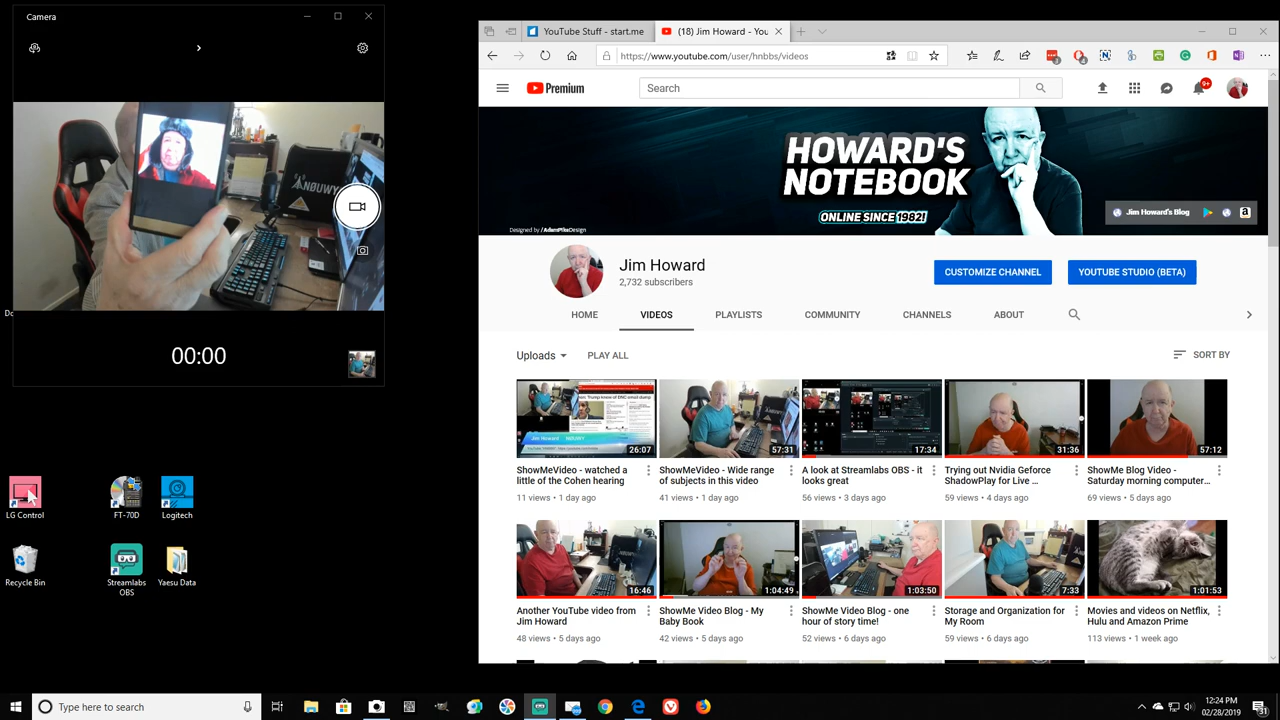 Camera
00:00
ANØUWY
LG Control
FT-70D
Logitech
Recycle Bin
Streamlabs
OBS
Yaesu Data
YouTube Stuff - start.me
(18) Jim Howard - You
https://www.youtube.com/user/hnbbs/videos
Premium
Search
9+
HOWARD'S
NOTEBOOK
ONLINE SINCE 1982!
Jim Howard's Blog
Jim Howard
2,732 subscribers
CUSTOMIZE CHANNEL
YOUTUBE STUDIO (BETA)
HOME
VIDEOS
PLAYLISTS
COMMUNITY
CHANNELS
ABOUT
Uploads
PLAY ALL
SORT BY
26:07
57:31
17:34
31:36
57:12
ShowMeVideo - watched a
little of the Cohen hearing
11 views • 1 day ago
ShowMeVideo - Wide range
of subjects in this video
41 views • 1 day ago
A look at Streamlabs OBS - it
looks great
56 views • 3 days ago
Trying out Nvidia Geforce
ShadowPlay for Live ...
59 views • 4 days ago
ShowMe Blog Video -
Saturday morning computer...
69 views • 5 days ago
16:46
1:04:49
1:03:50
7:33
1:01:53
Another YouTube video from
Jim Howard
48 views • 5 days ago
ShowMe Video Blog - My
Baby Book
42 views • 5 days ago
ShowMe Video Blog - one
hour of story time!
52 views • 6 days ago
Storage and Organization for
My Room
59 views • 6 days ago
Movies and videos on Netflix,
Hulu and Amazon Prime
113 views • 1 week ago
Type here to search
12:24 PM
02/28/2019